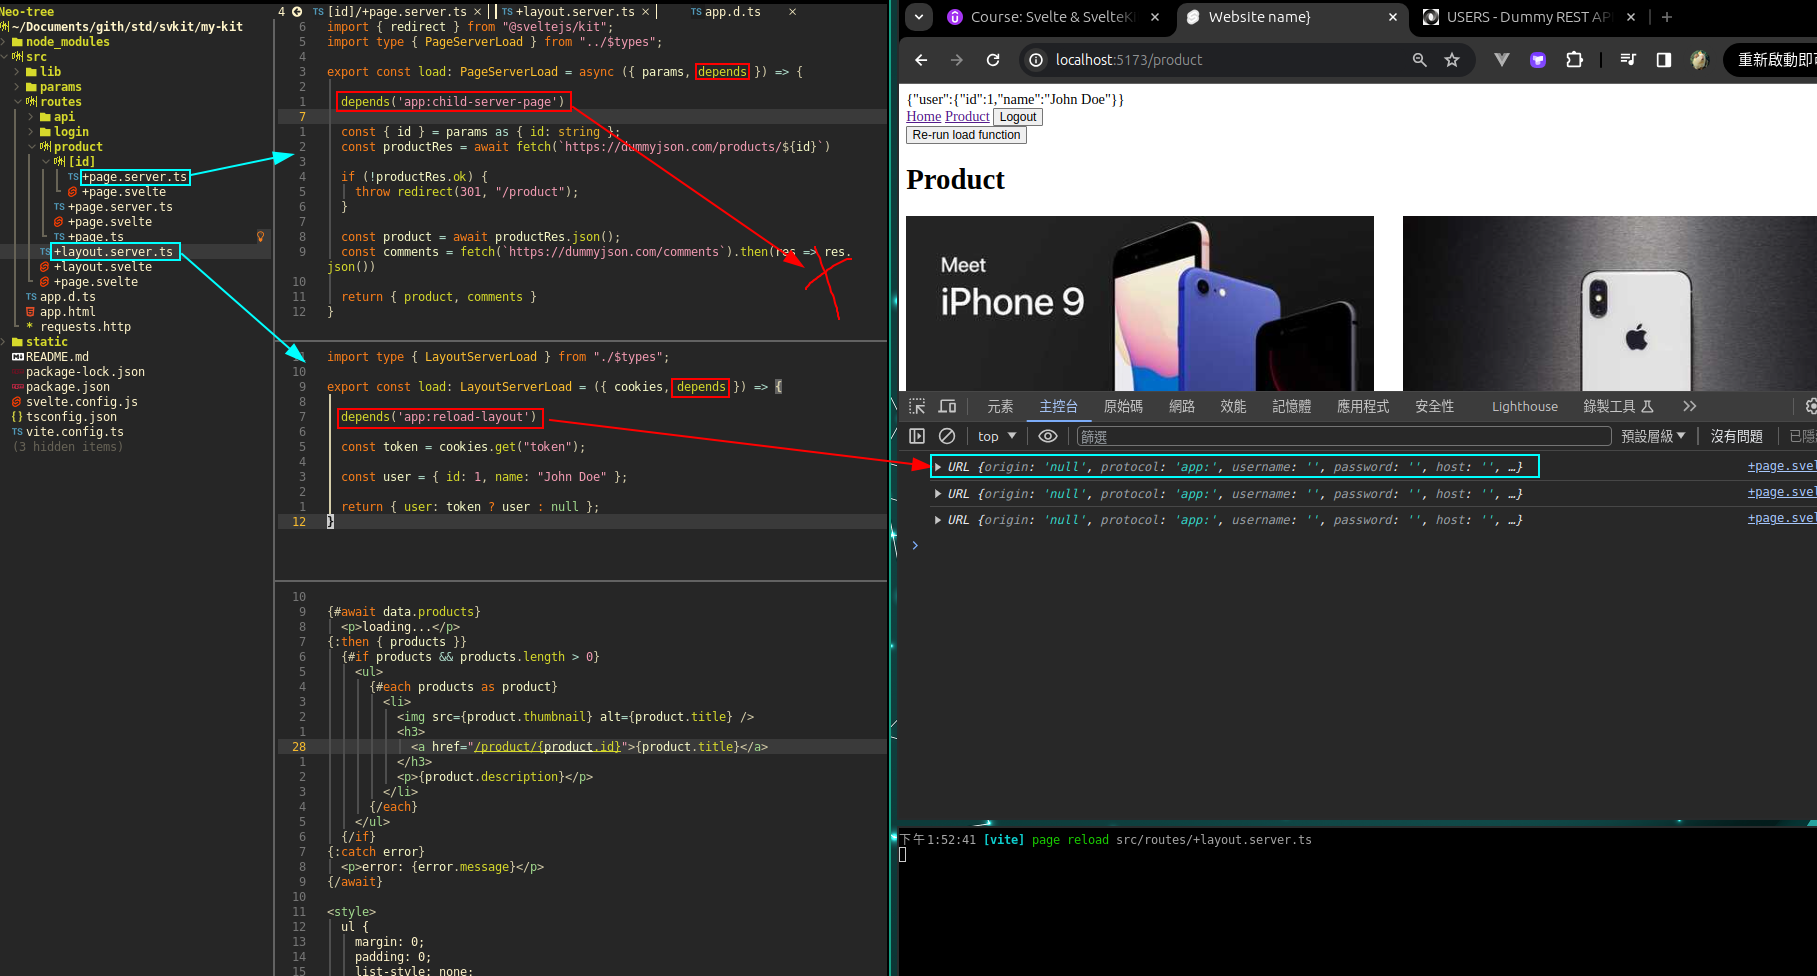 Neo-tree
~/Documents/gith/std/svkit/my-kit
node_modules
src
lib
params
routes
api
login
product
[id]
TS +page.server.ts
+page.svelte
TS +page.server.ts
+page.svelte
TS +page.ts
TS +layout.server.ts
+layout.svelte
+page.svelte
TS app.d.ts
app.html
* requests.http
static
README.md
package-lock.json
package.json
svelte.config.js
tsconfig.json
TS vite.config.ts
(3 hidden items)
4 TS [id]/+page.server.ts × TS +layout.server.ts × TS app.d.ts ×
6 import { redirect } from "@sveltejs/kit";
5 import type { PageServerLoad } from "../$types";
4
3 export const load: PageServerLoad = async ({ params, depends }) => {
2
1 depends('app:child-server-page')
7
1 const { id } = params as { id: string };
2 const productRes = await fetch(`https://dummyjson.com/products/${id}`)
3
4 if (!productRes.ok) {
5 throw redirect(301, "/product");
6 }
7
8 const product = await productRes.json();
9 const comments = fetch(`https://dummyjson.com/comments`).then(res => res.
json())
10
11 return { product, comments }
12 }
11 import type { LayoutServerLoad } from "./$types";
10
9 export const load: LayoutServerLoad = ({ cookies, depends }) => {
8
7 depends('app:reload-layout')
6
5 const token = cookies.get("token");
4
3 const user = { id: 1, name: "John Doe" };
2
1 return { user: token ? user : null };
12 }
10
9 {#await data.products}
8 <p>loading...</p>
7 {:then { products }}
6 {#if products && products.length > 0}
5 <ul>
4 {#each products as product}
3 <li>
2 <img src={product.thumbnail} alt={product.title} />
1 <h3>
28 <a href="/product/{product.id}">{product.title}</a>
1 </h3>
2 <p>{product.description}</p>
3 </li>
4 {/each}
5 </ul>
6 {/if}
7 {:catch error}
8 <p>error: {error.message}</p>
9 {/await}
10
11 <style>
12 ul {
13 margin: 0;
14 padding: 0;
15 list-style: none;
Course: Svelte & SvelteKi × Website name} × USERS - Dummy REST AP × +
localhost:5173/product
重新啟動即
{"user":{"id":1,"name":"John Doe"}}
Home Product Logout
Re-run load function
Product
Meet
iPhone 9
元素 主控台 原始碼 網路 效能 記憶體 應用程式 安全性 Lighthouse 錄製工具
top 篩選 預設層級 沒有問題 已隱
URL {origin: 'null', protocol: 'app:', username: '', password: '', host: '', …} +page.svel
URL {origin: 'null', protocol: 'app:', username: '', password: '', host: '', …} +page.svel
URL {origin: 'null', protocol: 'app:', username: '', password: '', host: '', …} +page.svel
下午1:52:41 [vite] page reload src/routes/+layout.server.ts